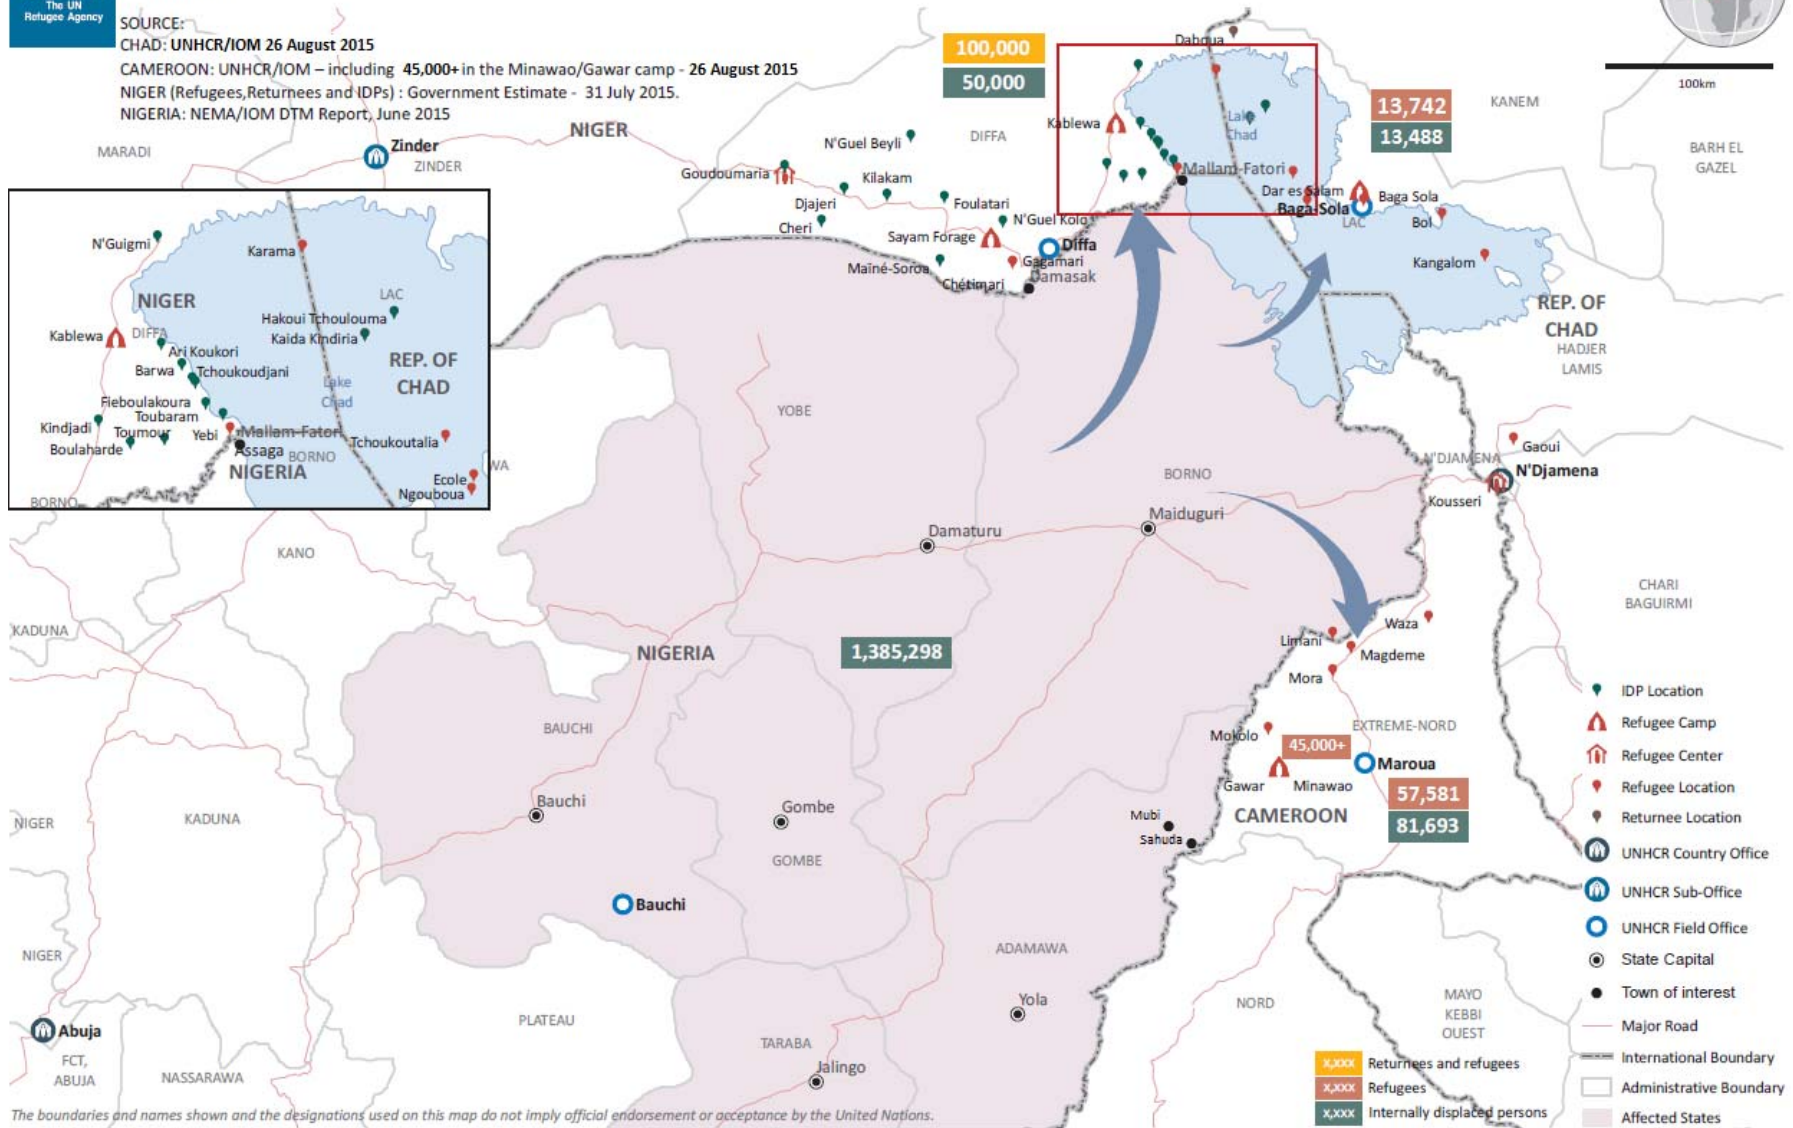 The UN
Refugee Agency
SOURCE:
CHAD: UNHCR/IOM 26 August 2015
CAMEROON: UNHCR/IOM – including 45,000+ in the Minawao/Gawar camp - 26 August 2015
NIGER (Refugees,Returnees and IDPs) : Government Estimate - 31 July 2015.
NIGERIA: NEMA/IOM DTM Report, June 2015
100,000
50,000
Daboua
100km
13,742
13,488
KANEM
BARH EL
GAZEL
MARADI
Zinder
ZINDER
NIGER
N'Guel Beyli
DIFFA
Kablewa
Lake
Chad
Goudoumaria
Kilakam
Mallam-Fatori
Djajeri
Foulatari
Dar es Salam
Baga Sola
Baga-Sola
Cheri
N'Guel Kolo
LAC
Bol
Sayam Forage
Diffa
Gagamari
Kangalom
Maïné-Soroa
Damasak
Chétimari
REP. OF
CHAD
HADJER
LAMIS
N'Guigmi
Karama
NIGER
LAC
Hakoui Tchoulouma
Kablewa
DIFFA
Kaida Kindiria
Ari Koukori
REP. OF
CHAD
Barwa
Tchoukoudjani
Lake
Chad
Fieboulakoura
Toubaram
Kindjadi
Toumour
Yebi
Mallam-Fatori
Tchoukoutalia
Boulaharde
Assaga
BORNO
NIGERIA
WA
Ecole
Ngouboua
BORNO
YOBE
BORNO
N'DJAMENA
Gaoui
N'Djamena
Kousseri
Maiduguri
Damaturu
KANO
CHARI
BAGUIRMI
KADUNA
Waza
Limani
Magdeme
NIGERIA
1,385,298
Mora
IDP Location
Refugee Camp
Refugee Center
Refugee Location
Returnee Location
UNHCR Country Office
UNHCR Sub-Office
UNHCR Field Office
State Capital
Town of interest
Major Road
International Boundary
Administrative Boundary
Affected States
BAUCHI
EXTREME-NORD
Mokolo
45,000+
Maroua
Gawar
Minawao
57,581
81,693
CAMEROON
Bauchi
Gombe
NIGER
KADUNA
Mubi
Sahuda
GOMBE
Bauchi
NIGER
ADAMAWA
Yola
NORD
MAYO
KEBBI
OUEST
PLATEAU
Abuja
FCT,
ABUJA
NASSARAWA
TARABA
Jalingo
x,xxx Returnees and refugees
x,xxx Refugees
x,xxx Internally displaced persons
The boundaries and names shown and the designations used on this map do not imply official endorsement or acceptance by the United Nations.